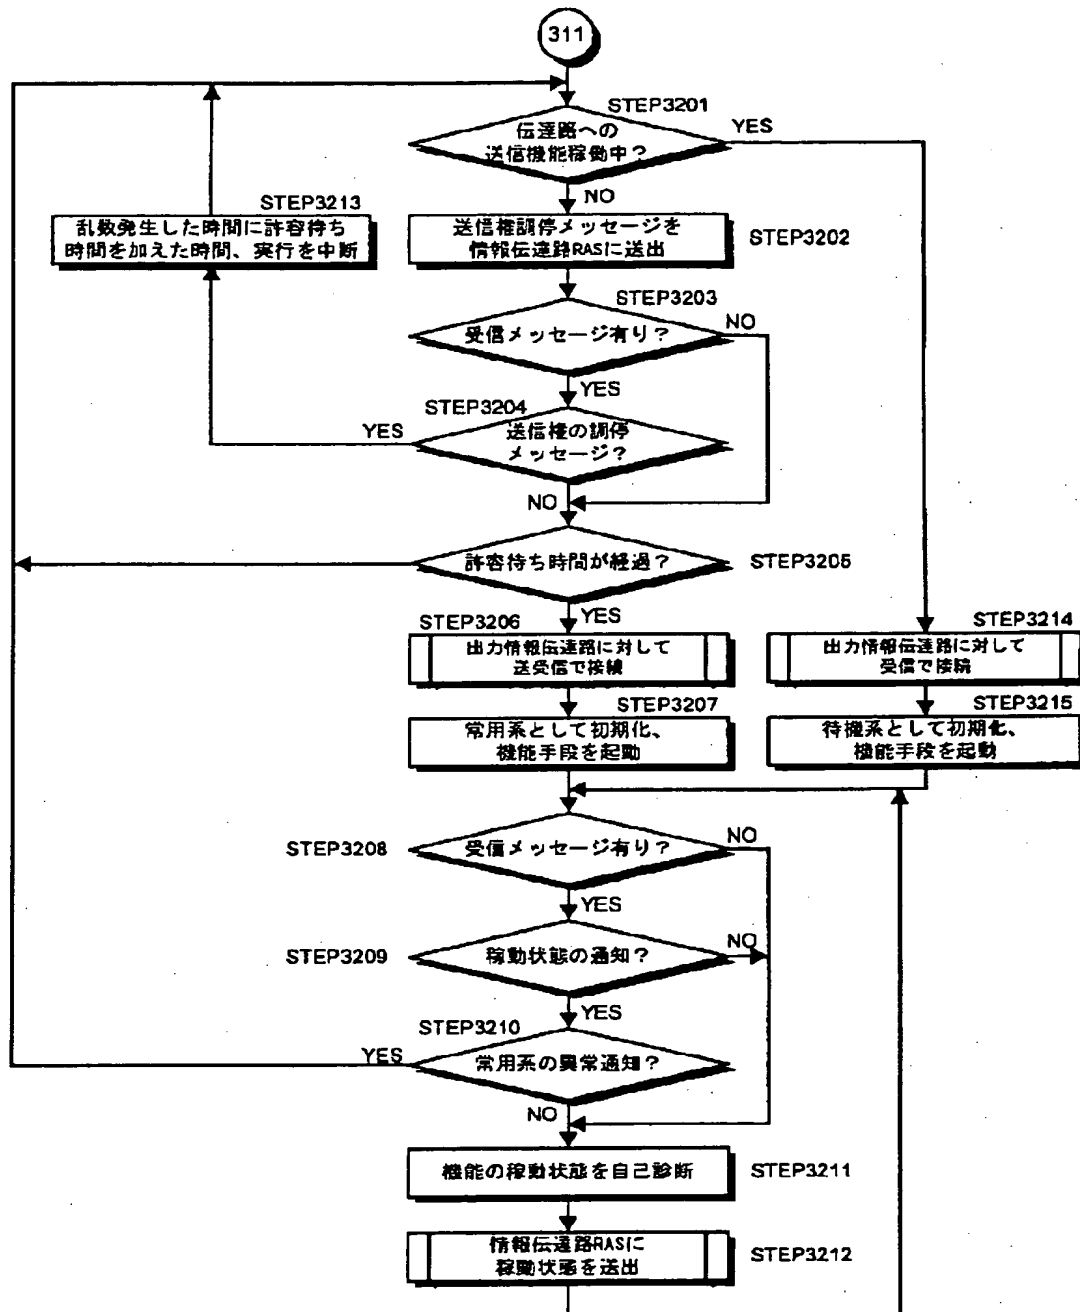 311
STEP3201
伝達路への
送信機能稼働中?
YES
NO
STEP3213
乱数発生した時間に許容待ち
時間を加えた時間、実行を中断
送信権調停メッセージを
情報伝達路RASに送出
STEP3202
STEP3203
受信メッセージ有り?
NO
YES
STEP3204
送信権の調停
メッセージ?
YES
NO
許容待ち時間が経過?
STEP3205
YES
STEP3206
出力情報伝達路に対して
送受信で接続
STEP3214
出力情報伝達路に対して
受信で接続
STEP3207
常用系として初期化、
機能手段を起動
STEP3215
待機系として初期化、
機能手段を起動
STEP3208
受信メッセージ有り?
NO
YES
STEP3209
稼動状態の通知?
NO
YES
STEP3210
常用系の異常通知?
YES
NO
機能の稼動状態を自己診断
STEP3211
情報伝達路RASに
稼動状態を送出
STEP3212